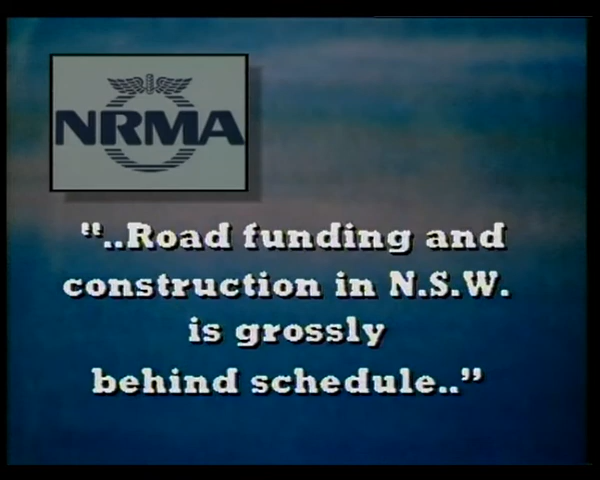 NRMA
"..Road funding and
construction in N.S.W.
is grossly
behind schedule.."